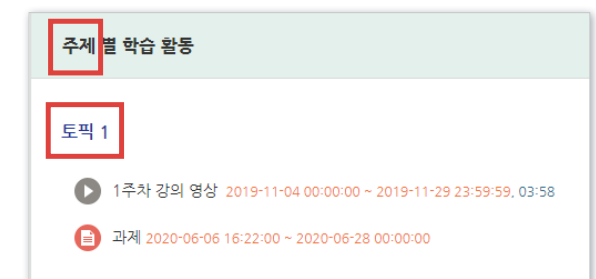 주제 별 학습 활동
토픽 1
1주차 강의 영상 2019-11-04 00:00:00 ~ 2019-11-29 23:59:59, 03:58
과제 2020-06-06 16:22:00 ~ 2020-06-28 00:00:00